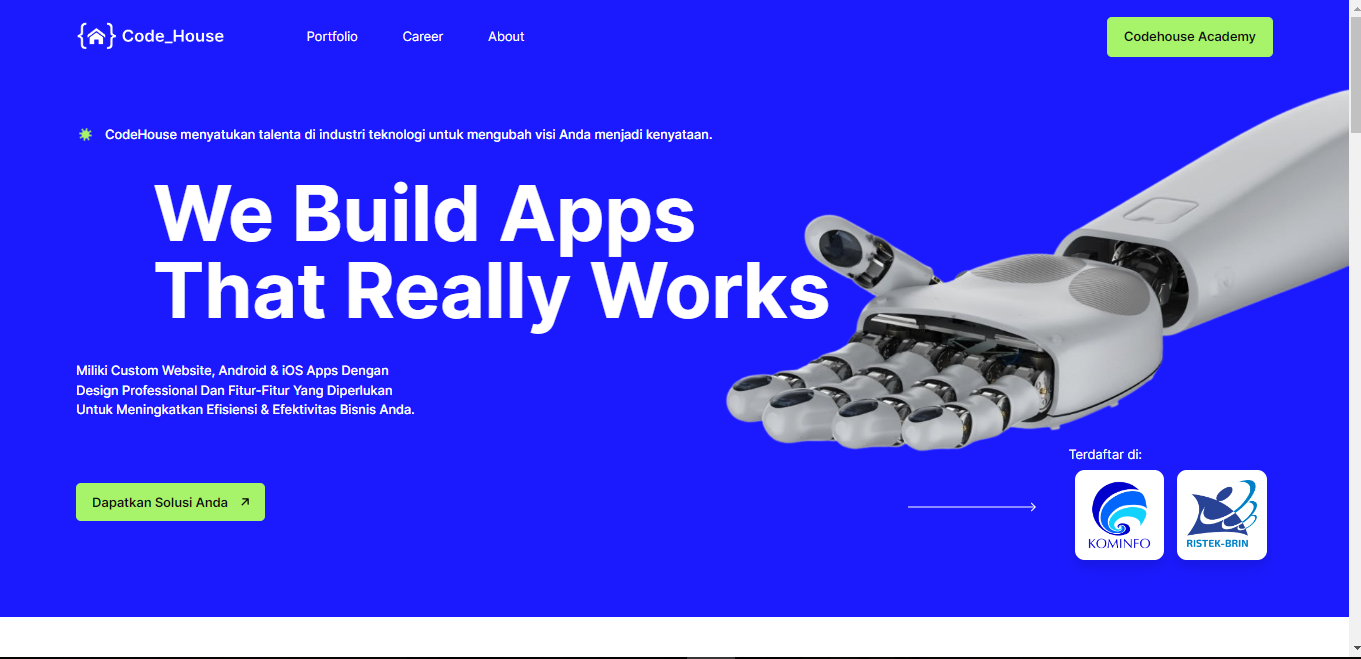 { } Code_House
Portfolio
Career
About
Codehouse Academy
CodeHouse menyatukan talenta di industri teknologi untuk mengubah visi Anda menjadi kenyataan.
We Build Apps
That Really Works
Miliki Custom Website, Android & iOS Apps Dengan
Design Professional Dan Fitur-Fitur Yang Diperlukan
Untuk Meningkatkan Efisiensi & Efektivitas Bisnis Anda.
Dapatkan Solusi Anda
Terdaftar di:
KOMINFO
RISTEK-BRIN